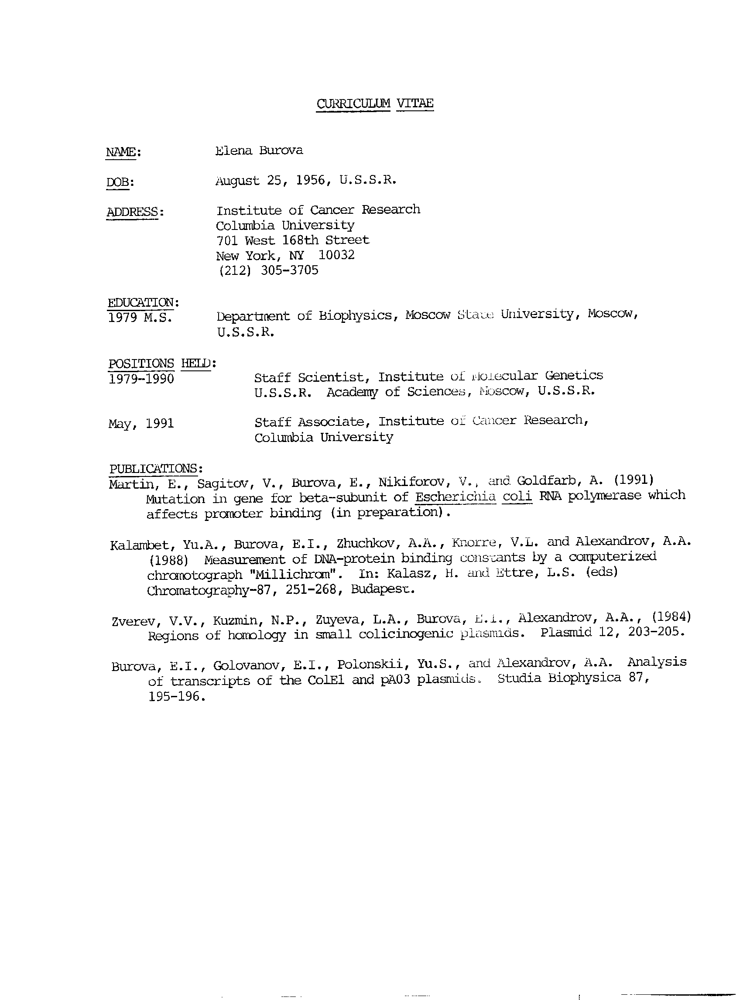 CURRICULUM VITAE
NAME: Elena Burova
DOB: August 25, 1956, U.S.S.R.
ADDRESS: Institute of Cancer Research
Columbia University
701 West 168th Street
New York, NY 10032
(212) 305-3705
EDUCATION:
1979 M.S. Department of Biophysics, Moscow State University, Moscow,
U.S.S.R.
POSITIONS HELD:
1979-1990 Staff Scientist, Institute of Molecular Genetics
U.S.S.R. Academy of Sciences, Moscow, U.S.S.R.
May, 1991 Staff Associate, Institute of Cancer Research,
Columbia University
PUBLICATIONS:
Martin, E., Sagitov, V., Burova, E., Nikiforov, V., and Goldfarb, A. (1991)
Mutation in gene for beta-subunit of Escherichia coli RNA polymerase which
affects promoter binding (in preparation).
Kalambet, Yu.A., Burova, E.I., Zhuchkov, A.A., Knorre, V.L. and Alexandrov, A.A.
(1988) Measurement of DNA-protein binding constants by a computerized
chromotograph "Millichrom". In: Kalasz, H. and Ettre, L.S. (eds)
Chromatography-87, 251-268, Budapest.
Zverev, V.V., Kuzmin, N.P., Zuyeva, L.A., Burova, E.I., Alexandrov, A.A., (1984)
Regions of homology in small colicinogenic plasmids. Plasmid 12, 203-205.
Burova, E.I., Golovanov, E.I., Polonskii, Yu.S., and Alexandrov, A.A. Analysis
of transcripts of the ColE1 and pA03 plasmids. Studia Biophysica 87,
195-196.